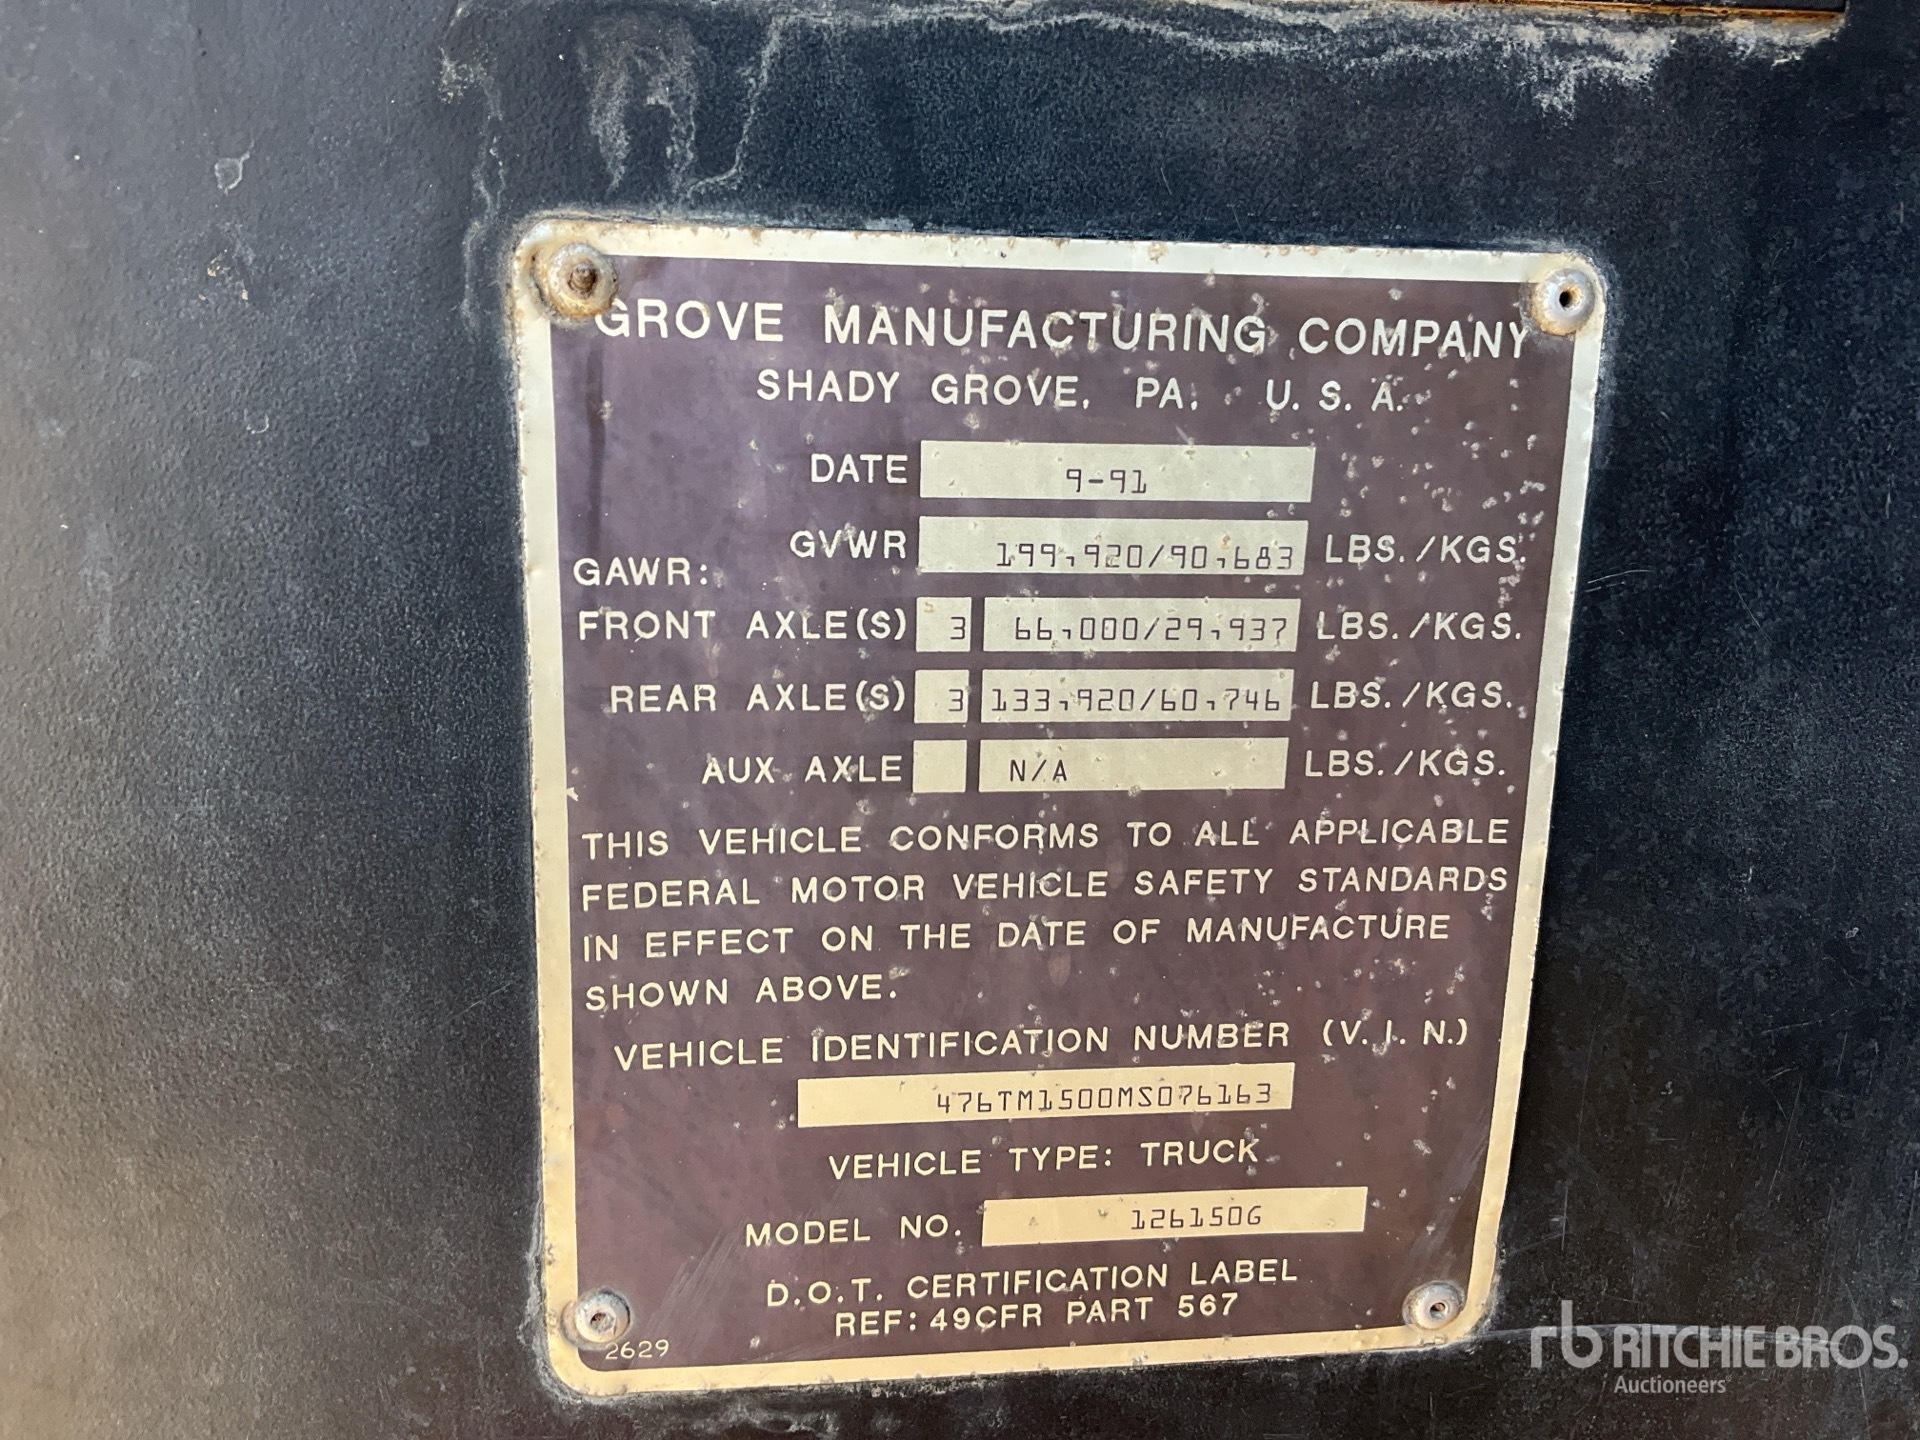 GROVE MANUFACTURING COMPANY
SHADY GROVE, PA. U.S.A.
DATE 9-91
GVWR 199,920/90,683 LBS./KGS.
GAWR:
FRONT AXLE(S) 3 66,000/29,937 LBS./KGS.
REAR AXLE(S) 3 133,920/60,746 LBS./KGS.
AUX AXLE N/A LBS./KGS.
THIS VEHICLE CONFORMS TO ALL APPLICABLE
FEDERAL MOTOR VEHICLE SAFETY STANDARDS
IN EFFECT ON THE DATE OF MANUFACTURE
SHOWN ABOVE.
VEHICLE IDENTIFICATION NUMBER (V.I.N.)
476TM1500MS076163
VEHICLE TYPE: TRUCK
MODEL NO. 126150G
D.O.T. CERTIFICATION LABEL
REF: 49CFR PART 567
2629
rb RITCHIE BROS.
Auctioneers